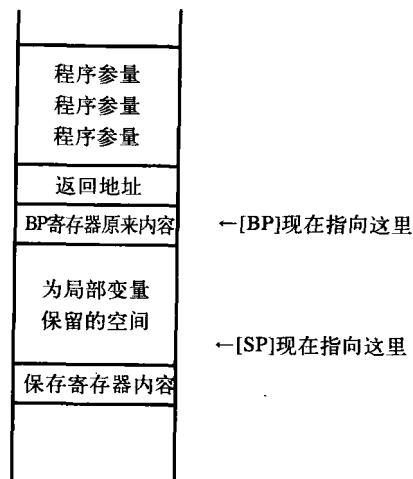 程序参量
程序参量
程序参量
返回地址
BP寄存器原来内容
←[BP]现在指向这里
为局部变量
保留的空间
←[SP]现在指向这里
保存寄存器内容